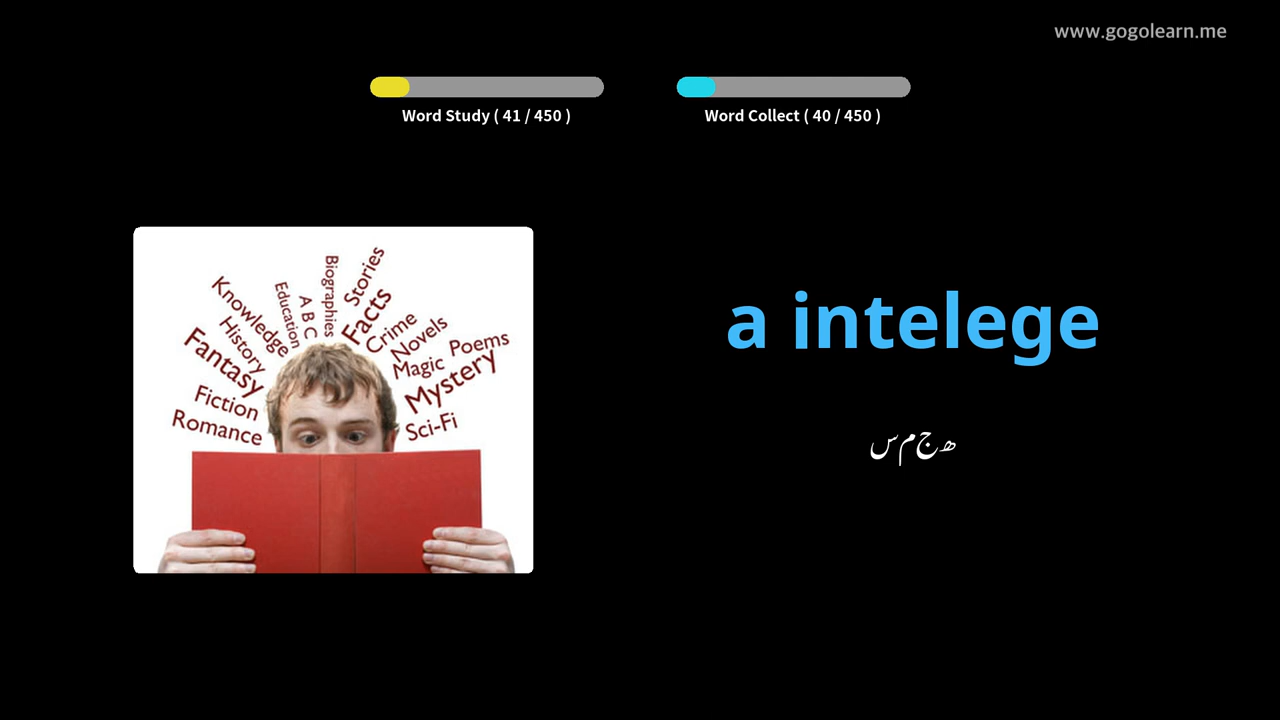 www.gogolearn.me
Word Study ( 41 / 450 )
Word Collect ( 40 / 450 )
Romance
Fiction
Fantasy
History
Knowledge
Education
A B C
Biographies
Stories
Facts
Crime
Novels
Magic
Poems
Mystery
Sci-Fi
a intelege
ھ ج م س